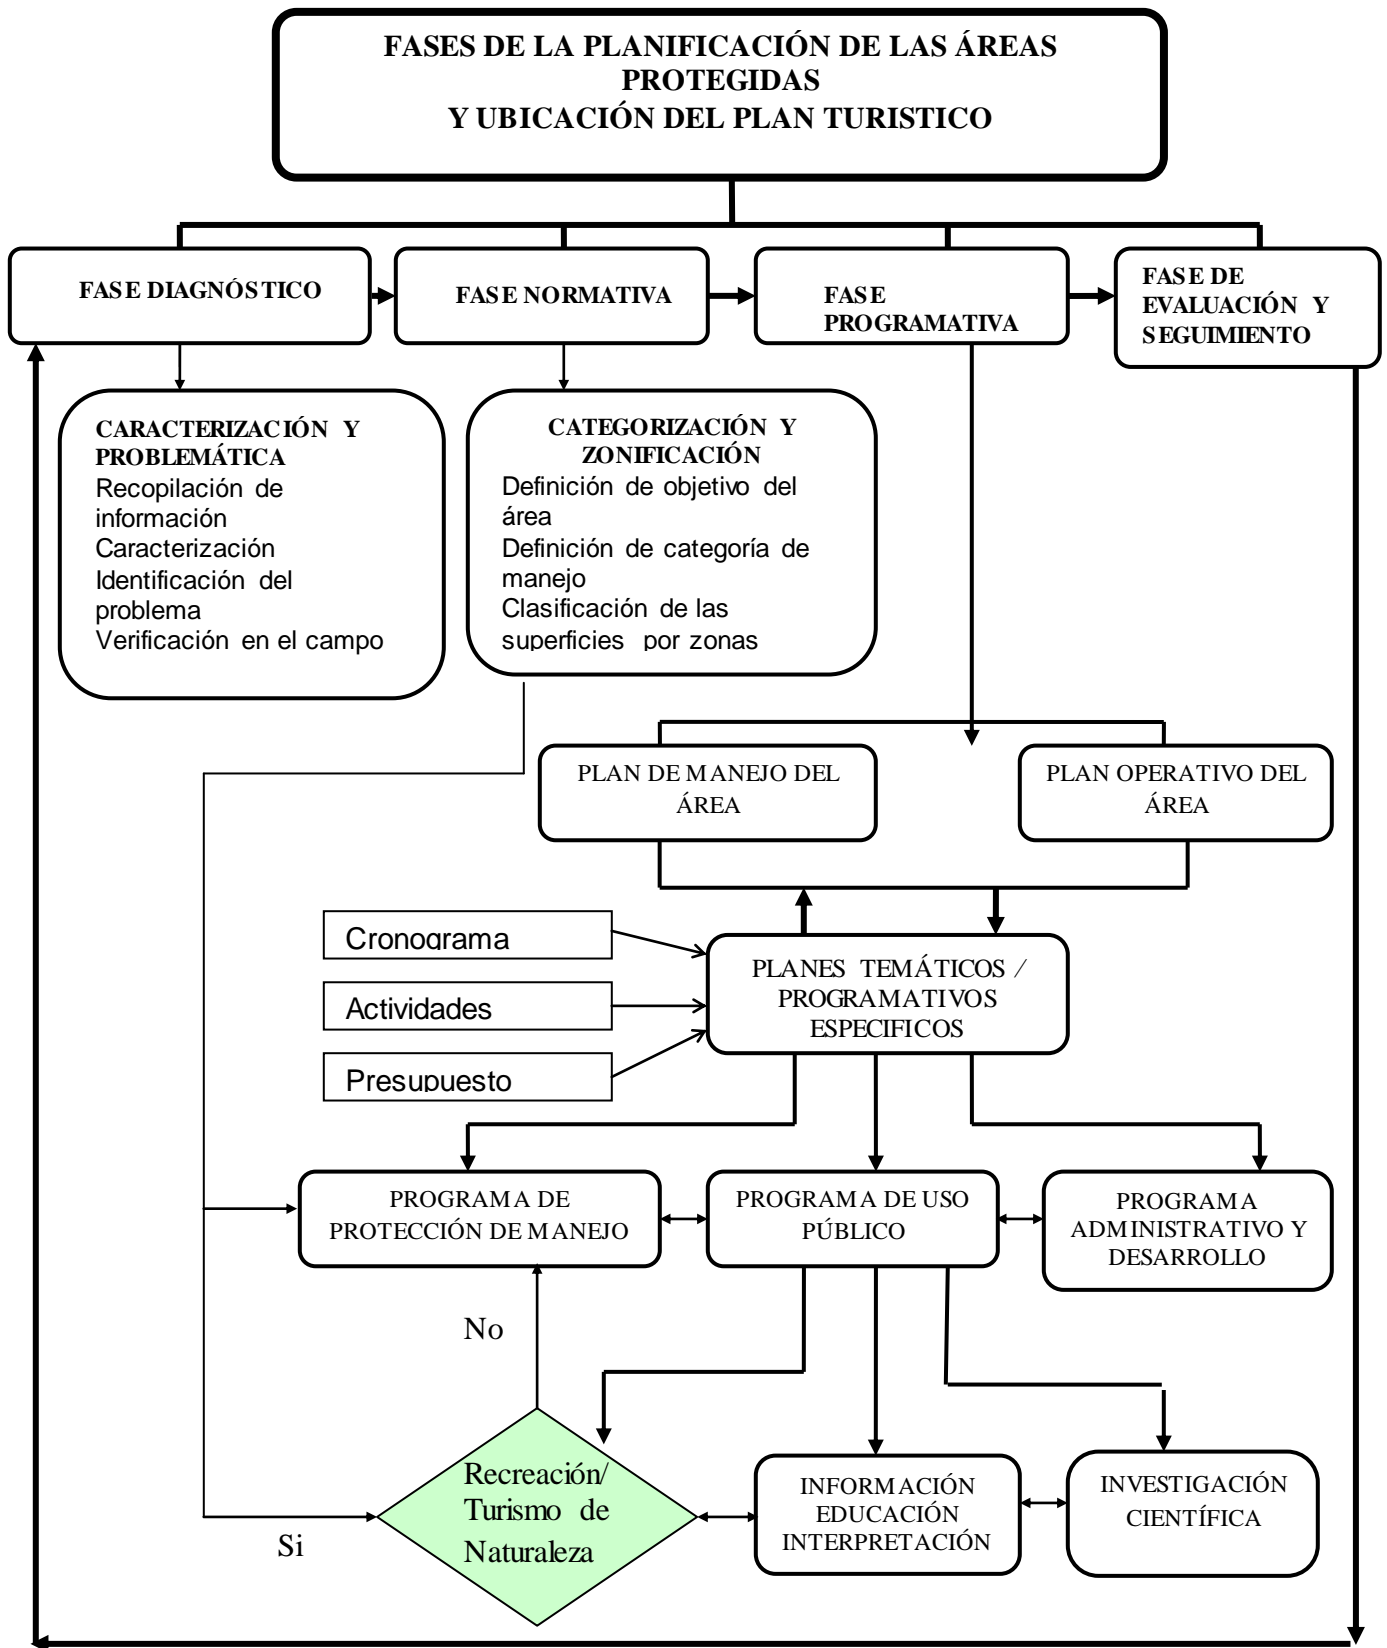 FASES DE LA PLANIFICACIÓN DE LAS ÁREAS
PROTEGIDAS
Y UBICACIÓN DEL PLAN TURISTICO
FASE DIAGNÓSTICO
FASE NORMATIVA
FASE
PROGRAMATIVA
FASE DE
EVALUACIÓN Y
SEGUIMIENTO
CARACTERIZACIÓN Y
PROBLEMÁTICA
Recopilación de
información
Caracterización
Identificación del
problema
Verificación en el campo
CATEGORIZACIÓN Y
ZONIFICACIÓN
Definición de objetivo del
área
Definición de categoría de
manejo
Clasificación de las
superficies por zonas
PLAN DE MANEJO DEL
ÁREA
PLAN OPERATIVO DEL
ÁREA
Cronograma
Actividades
Presupuesto
PLANES TEMÁTICOS /
PROGRAMATIVOS
ESPECIFICOS
PROGRAMA DE
PROTECCIÓN DE MANEJO
PROGRAMA DE USO
PÚBLICO
PROGRAMA
ADMINISTRATIVO Y
DESARROLLO
No
Si
Recreación/
Turismo de
Naturaleza
INFORMACIÓN
EDUCACIÓN
INTERPRETACIÓN
INVESTIGACIÓN
CIENTÍFICA